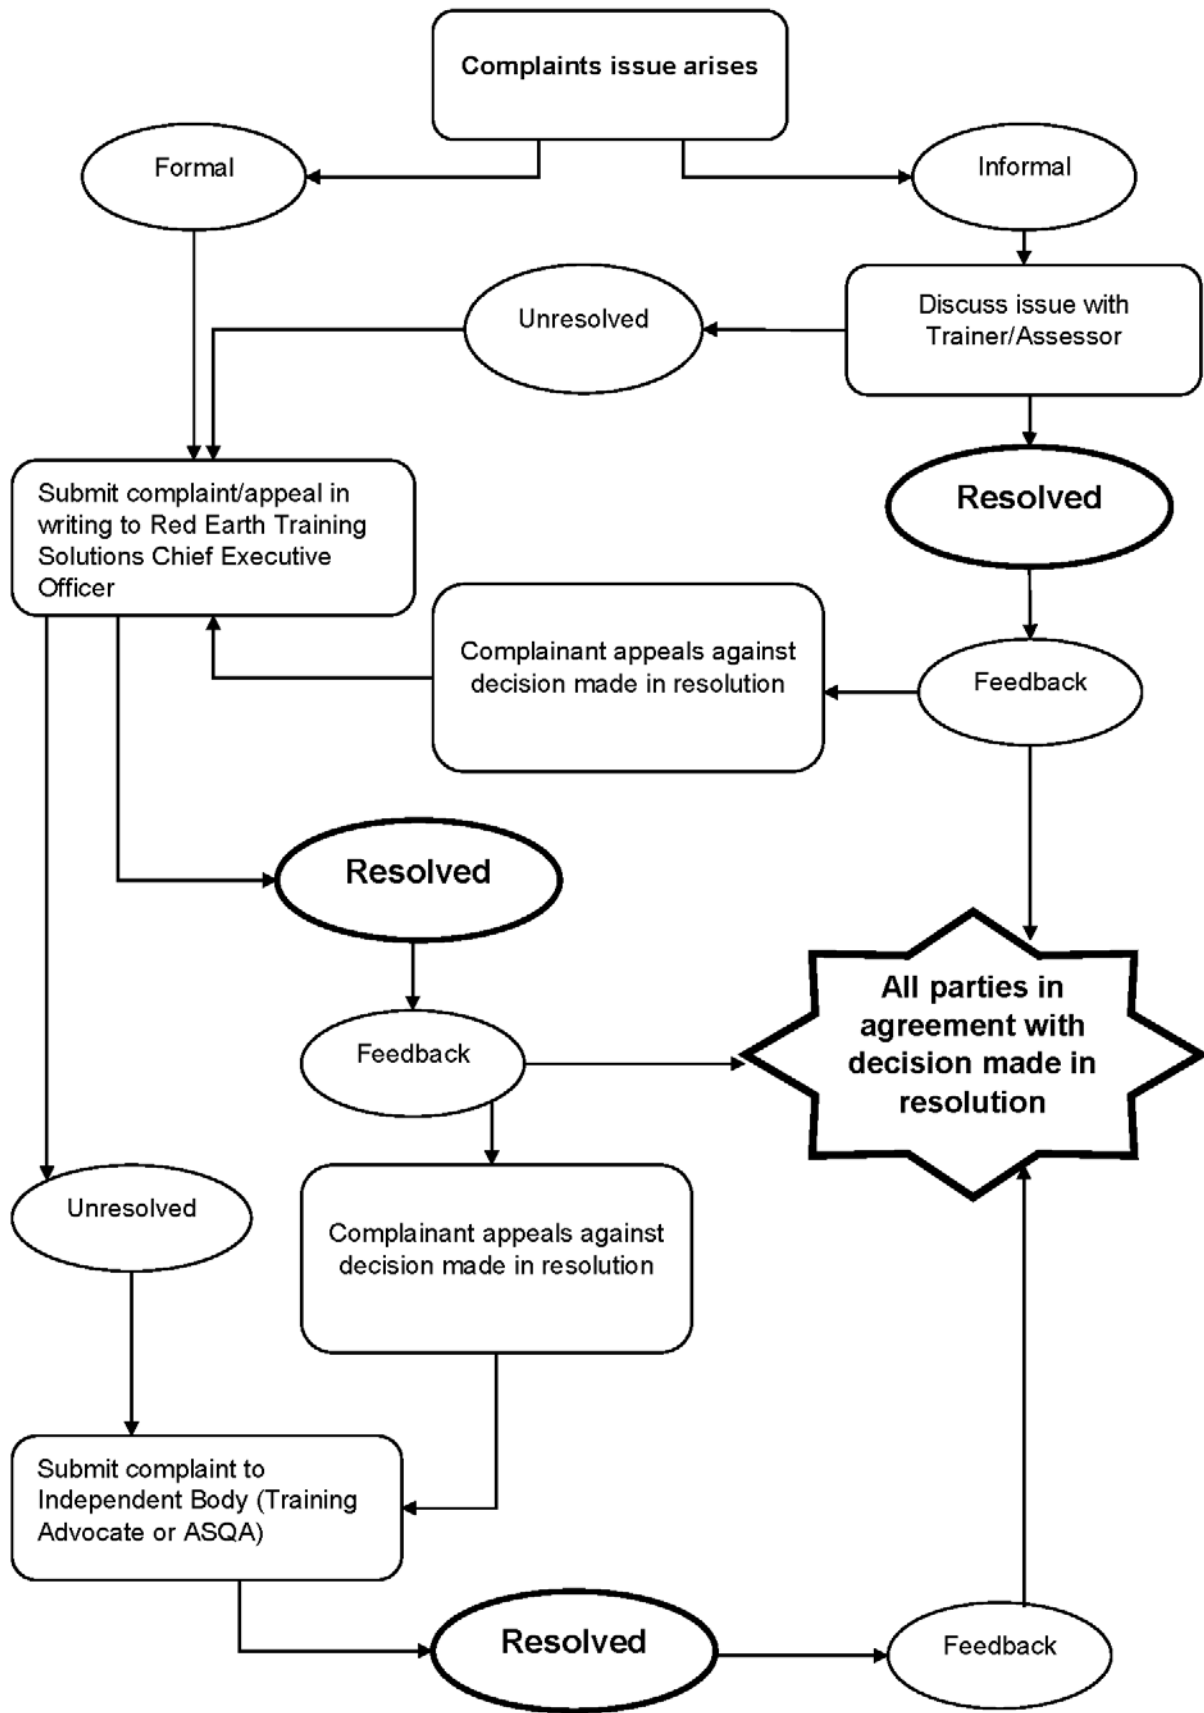 Complaints issue arises
Formal
Informal
Unresolved
Discuss issue with
Trainer/Assessor
Submit complaint/appeal in
writing to Red Earth Training
Solutions Chief Executive
Officer
Resolved
Complainant appeals against
decision made in resolution
Feedback
Resolved
All parties in
agreement with
decision made in
resolution
Feedback
Unresolved
Complainant appeals against
decision made in resolution
Submit complaint to
Independent Body (Training
Advocate or ASQA)
Resolved
Feedback